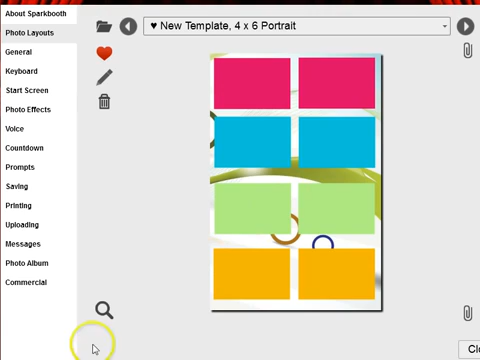 About Sparkbooth
Photo Layouts
♥ New Template, 4 x 6 Portrait
General
Keyboard
Start Screen
Photo Effects
Voice
Countdown
Prompts
Saving
Printing
Uploading
Messages
Photo Album
Commercial
Clo